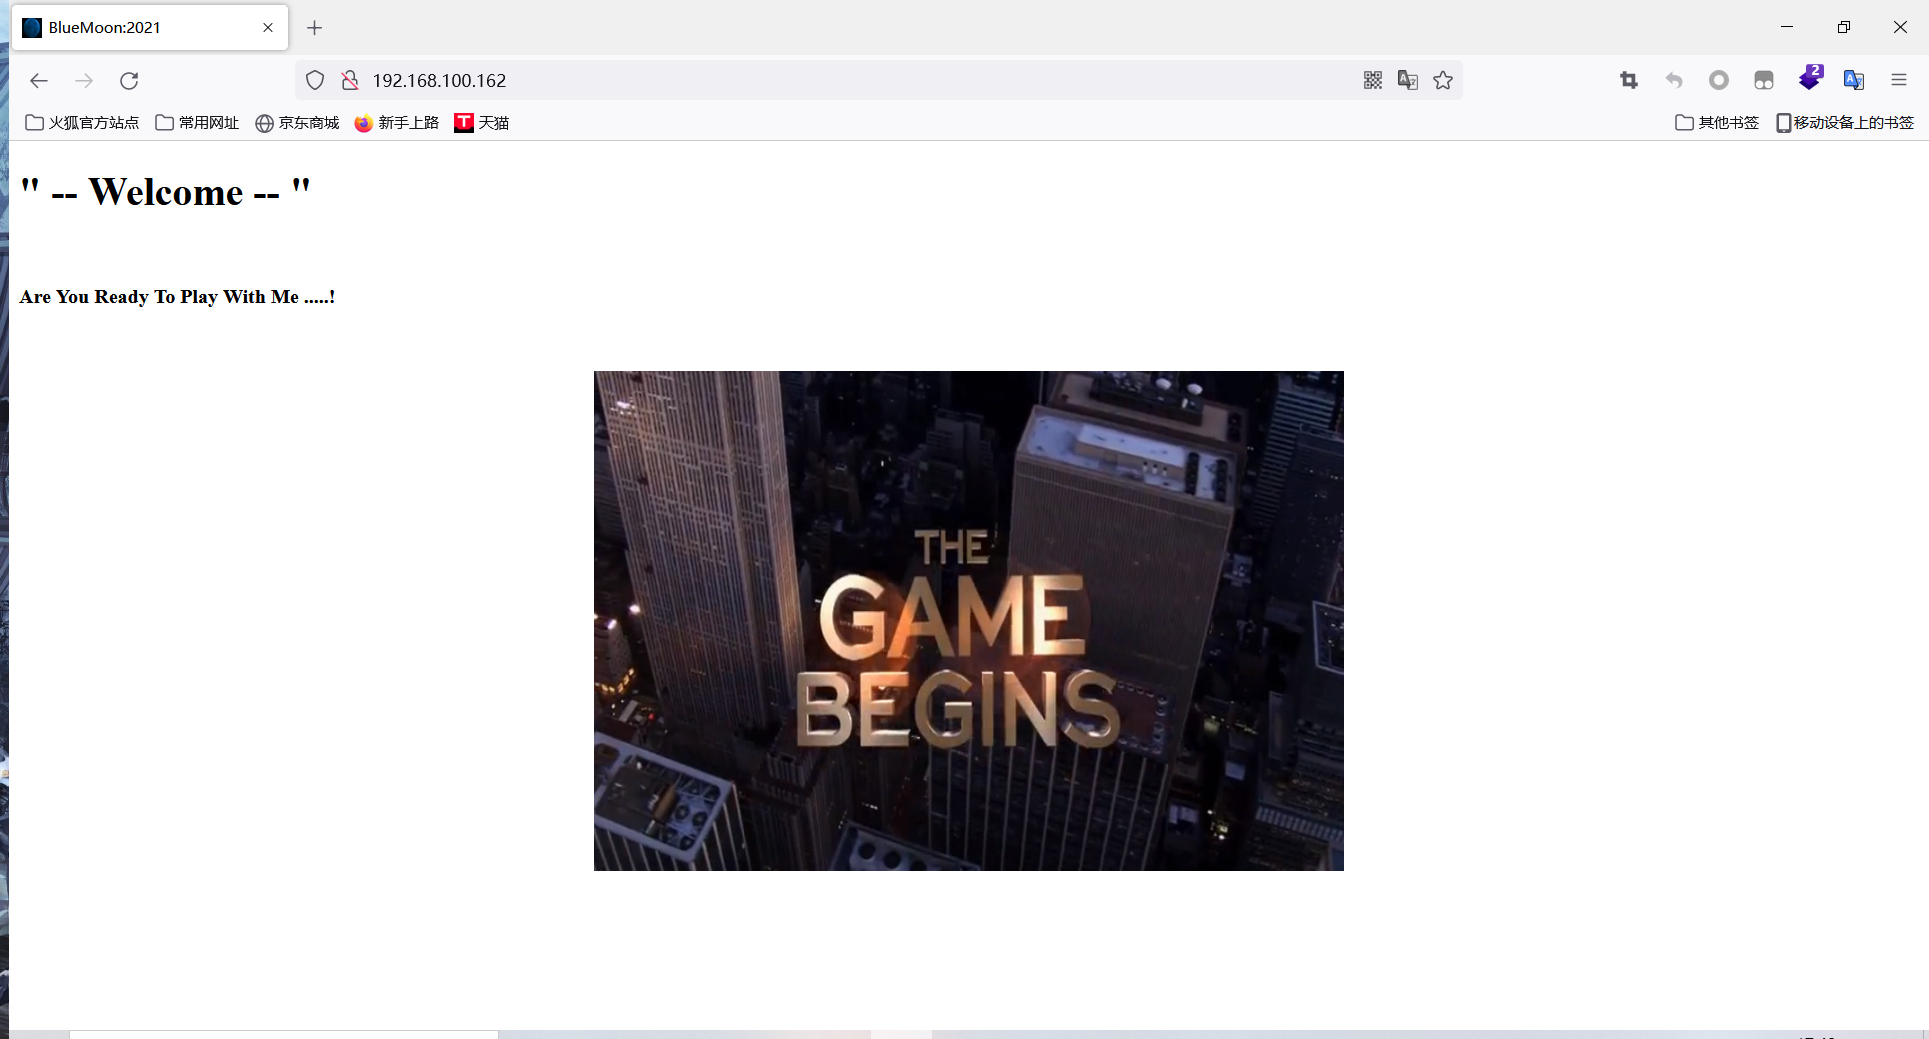 BlueMoon:2021
192.168.100.162
2
火狐官方站点 常用网址 京东商城 新手上路 T 天猫 其他书签 移动设备上的书签
" -- Welcome -- "
Are You Ready To Play With Me .....!
THE
GAME
BEGINS